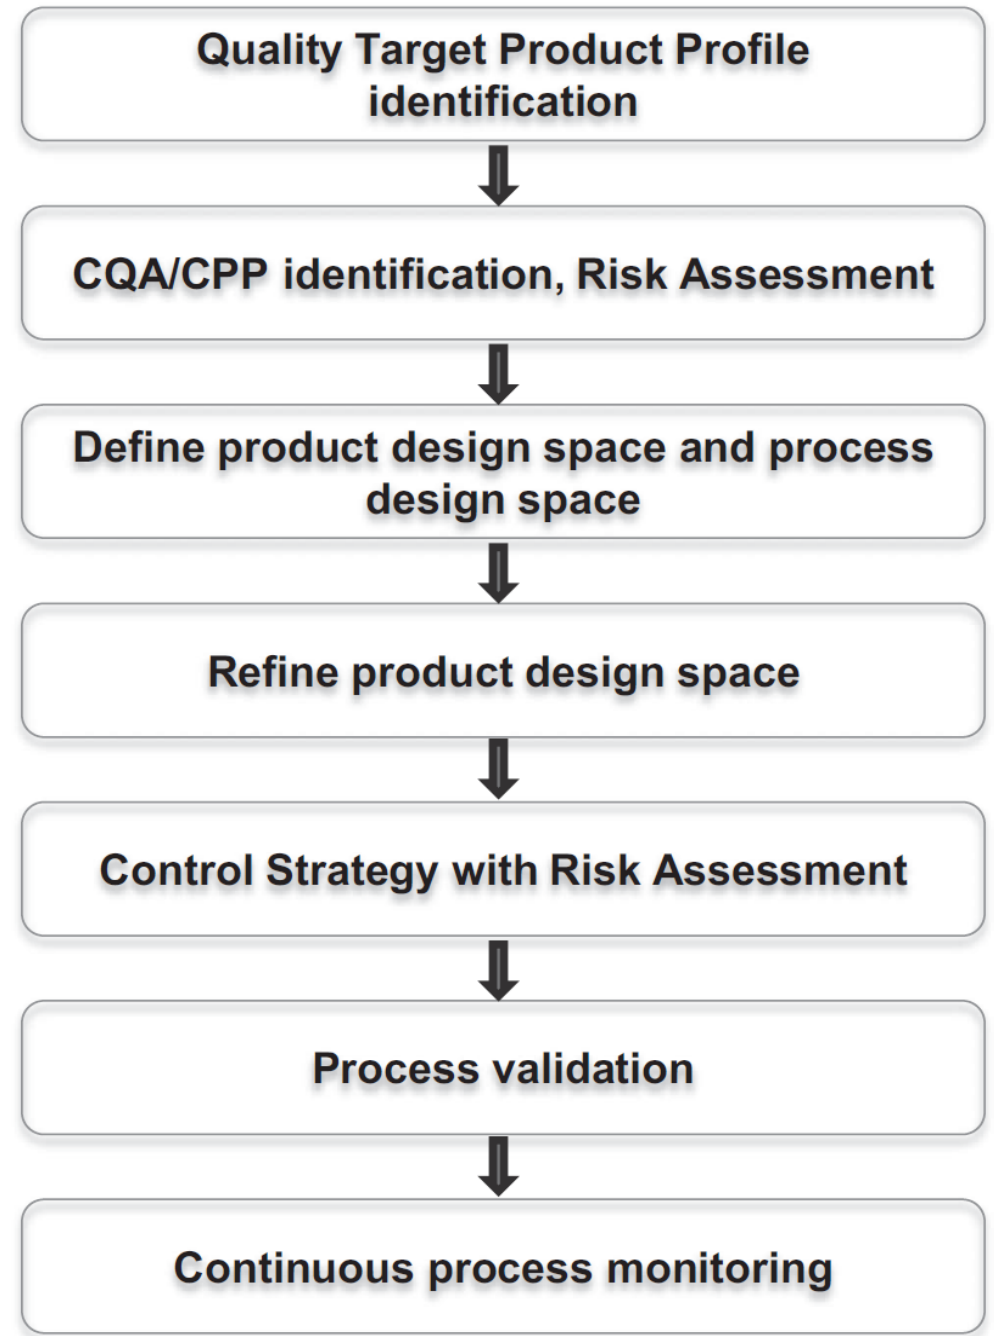 Quality Target Product Profile
identification
CQA/CPP identification, Risk Assessment
Define product design space and process
design space
Refine product design space
Control Strategy with Risk Assessment
Process validation
Continuous process monitoring